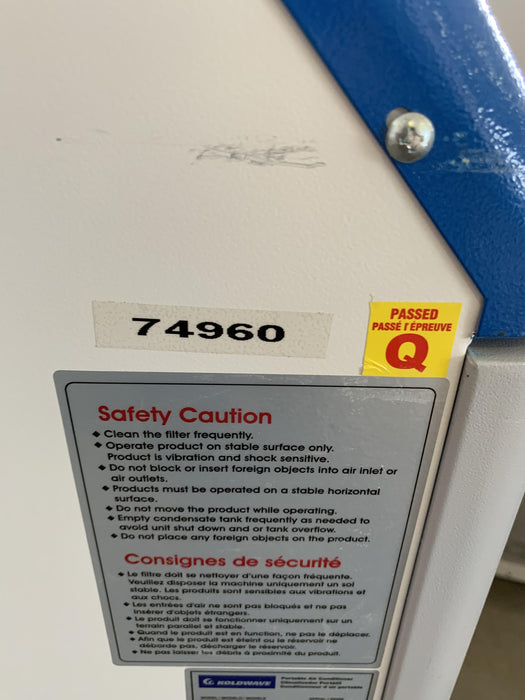 74960
PASSED
PASSÉ l'ÉPREUVE
Q
Safety Caution
◆ Clean the filter frequently.
◆ Operate product on stable surface only.
Product is vibration and shock sensitive.
◆ Do not block or insert foreign objects into air inlet or
air outlets.
◆ Products must be operated on a stable horizontal
surface.
◆ Do not move the product while operating.
◆ Empty condensate tank frequently as needed to
avoid unit shut down and or tank overflow.
◆ Do not place any foreign objects on the product.
Consignes de sécurité
◆ Le filtre doit se nettoyer d'une façon fréquente.
Veuillez disposer la machine uniquement un sol
stable. Les produits sont sensibles aux vibrations et
aux chocs.
◆ Les entrées d'air ne sont pas bloqués et ne pas
insérer d'objets étrangers.
◆ Le produit doit se fonctionner uniquement sur un
terrain parallel et stable.
◆ Quand le produit est en function, ne pas le déplacer.
◆ Afin que le produit est éteint ou le réservoir ne
déborde pas, décharger le réservoir.
◆ Ne pas laisser les débris à proximité du produit.
KOLDWAVE
Portable Air Conditioner
Climatisador Portatil
Conditionneur d'air portable